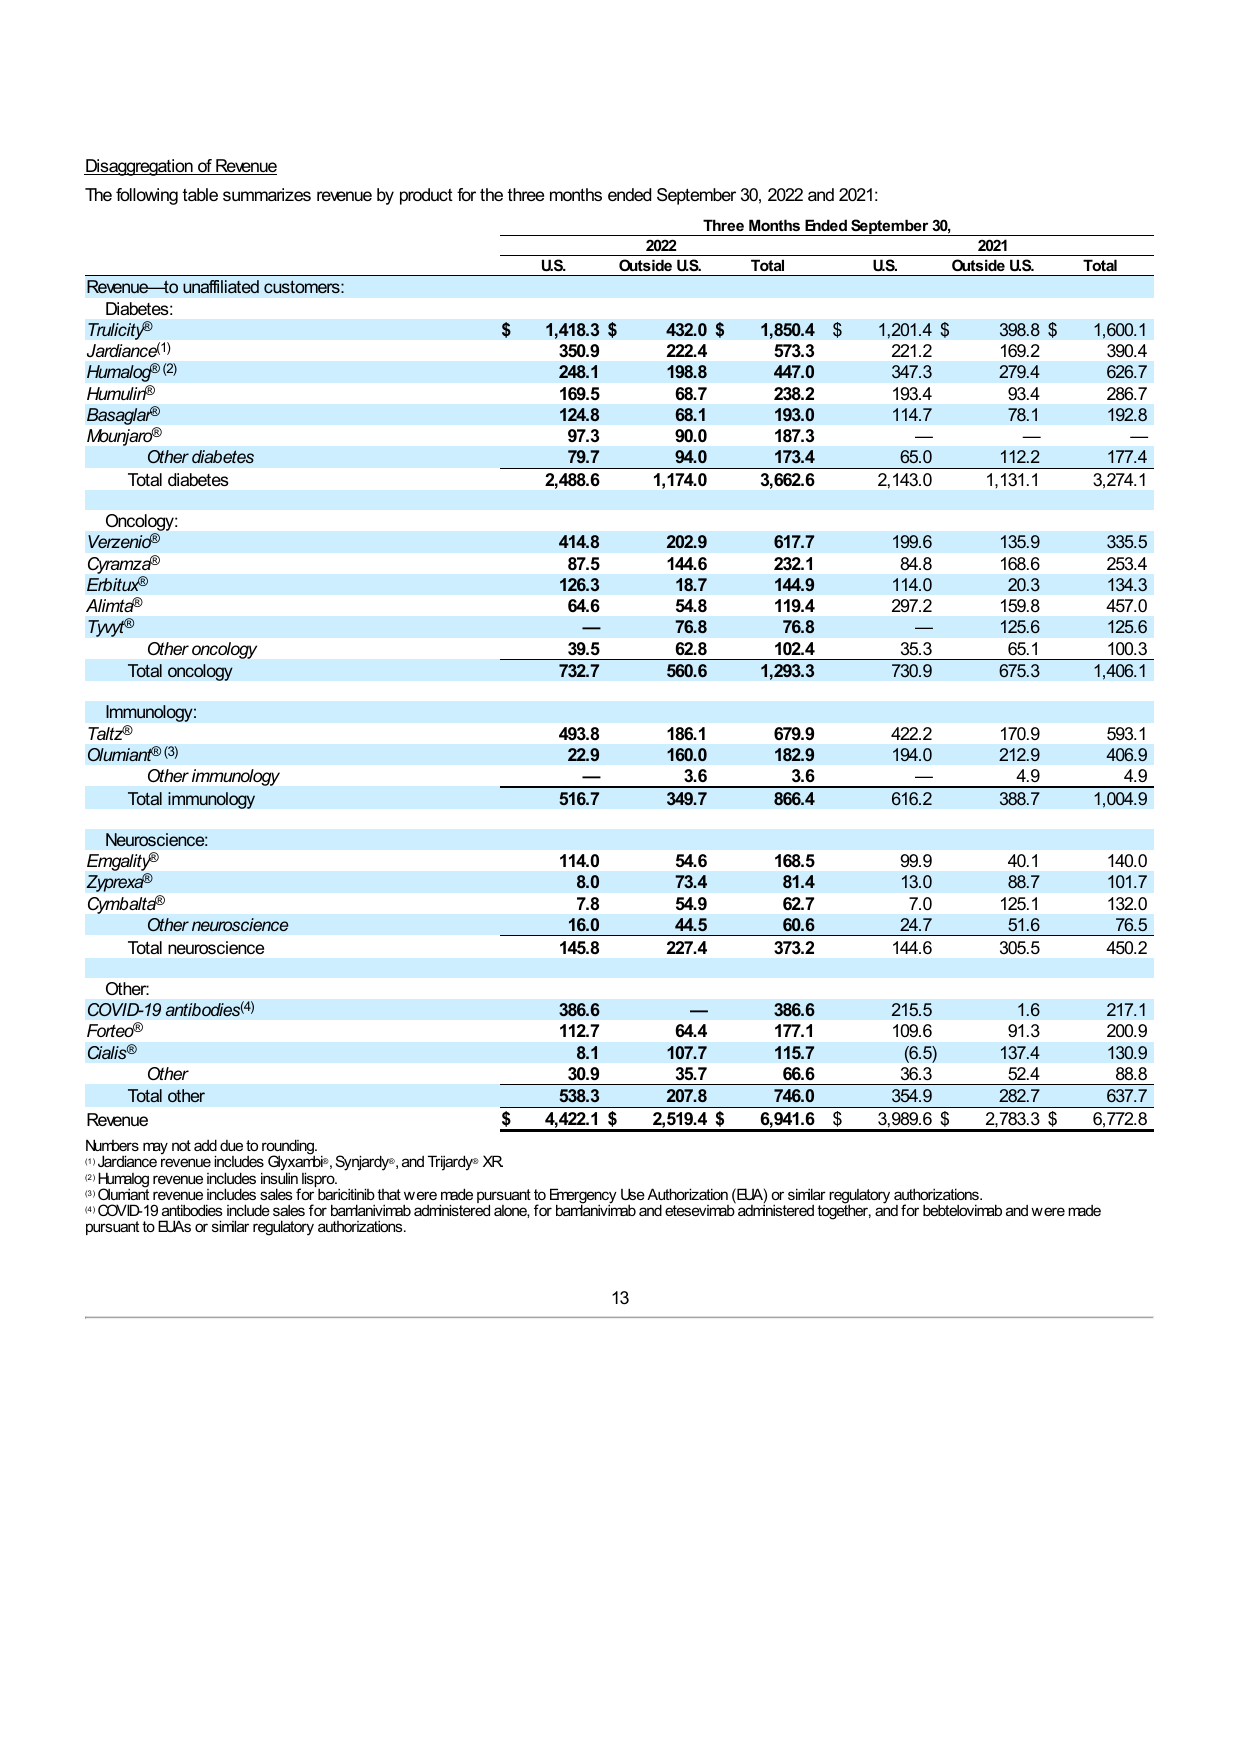 Disaggregation of Revenue
The following table summarizes revenue by product for the three months ended September 30, 2022 and 2021:
Three Months Ended September 30,
2022 2021
U.S. Outside U.S. Total U.S. Outside U.S. Total
Revenue—to unaffiliated customers:
Diabetes:
Trulicity® $ 1,418.3 $ 432.0 $ 1,850.4 $ 1,201.4 $ 398.8 $ 1,600.1
Jardiance(1) 350.9 222.4 573.3 221.2 169.2 390.4
Humalog® (2) 248.1 198.8 447.0 347.3 279.4 626.7
Humulin® 169.5 68.7 238.2 193.4 93.4 286.7
Basaglar® 124.8 68.1 193.0 114.7 78.1 192.8
Mounjaro® 97.3 90.0 187.3 — — —
Other diabetes 79.7 94.0 173.4 65.0 112.2 177.4
Total diabetes 2,488.6 1,174.0 3,662.6 2,143.0 1,131.1 3,274.1
Oncology:
Verzenio® 414.8 202.9 617.7 199.6 135.9 335.5
Cyramza® 87.5 144.6 232.1 84.8 168.6 253.4
Erbitux® 126.3 18.7 144.9 114.0 20.3 134.3
Alimta® 64.6 54.8 119.4 297.2 159.8 457.0
Tyvyt® — 76.8 76.8 — 125.6 125.6
Other oncology 39.5 62.8 102.4 35.3 65.1 100.3
Total oncology 732.7 560.6 1,293.3 730.9 675.3 1,406.1
Immunology:
Taltz® 493.8 186.1 679.9 422.2 170.9 593.1
Olumiant® (3) 22.9 160.0 182.9 194.0 212.9 406.9
Other immunology — 3.6 3.6 — 4.9 4.9
Total immunology 516.7 349.7 866.4 616.2 388.7 1,004.9
Neuroscience:
Emgality® 114.0 54.6 168.5 99.9 40.1 140.0
Zyprexa® 8.0 73.4 81.4 13.0 88.7 101.7
Cymbalta® 7.8 54.9 62.7 7.0 125.1 132.0
Other neuroscience 16.0 44.5 60.6 24.7 51.6 76.5
Total neuroscience 145.8 227.4 373.2 144.6 305.5 450.2
Other:
COVID-19 antibodies(4) 386.6 — 386.6 215.5 1.6 217.1
Forteo® 112.7 64.4 177.1 109.6 91.3 200.9
Cialis® 8.1 107.7 115.7 (6.5) 137.4 130.9
Other 30.9 35.7 66.6 36.3 52.4 88.8
Total other 538.3 207.8 746.0 354.9 282.7 637.7
Revenue $ 4,422.1 $ 2,519.4 $ 6,941.6 $ 3,989.6 $ 2,783.3 $ 6,772.8
Numbers may not add due to rounding.
(1) Jardiance revenue includes Glyxambi®, Synjardy®, and Trijardy® XR.
(2) Humalog revenue includes insulin lispro.
(3) Olumiant revenue includes sales for baricitinib that were made pursuant to Emergency Use Authorization (EUA) or similar regulatory authorizations.
(4) COVID-19 antibodies include sales for bamlanivimab administered alone, for bamlanivimab and etesevimab administered together, and for bebtelovimab and were made
pursuant to EUAs or similar regulatory authorizations.
13